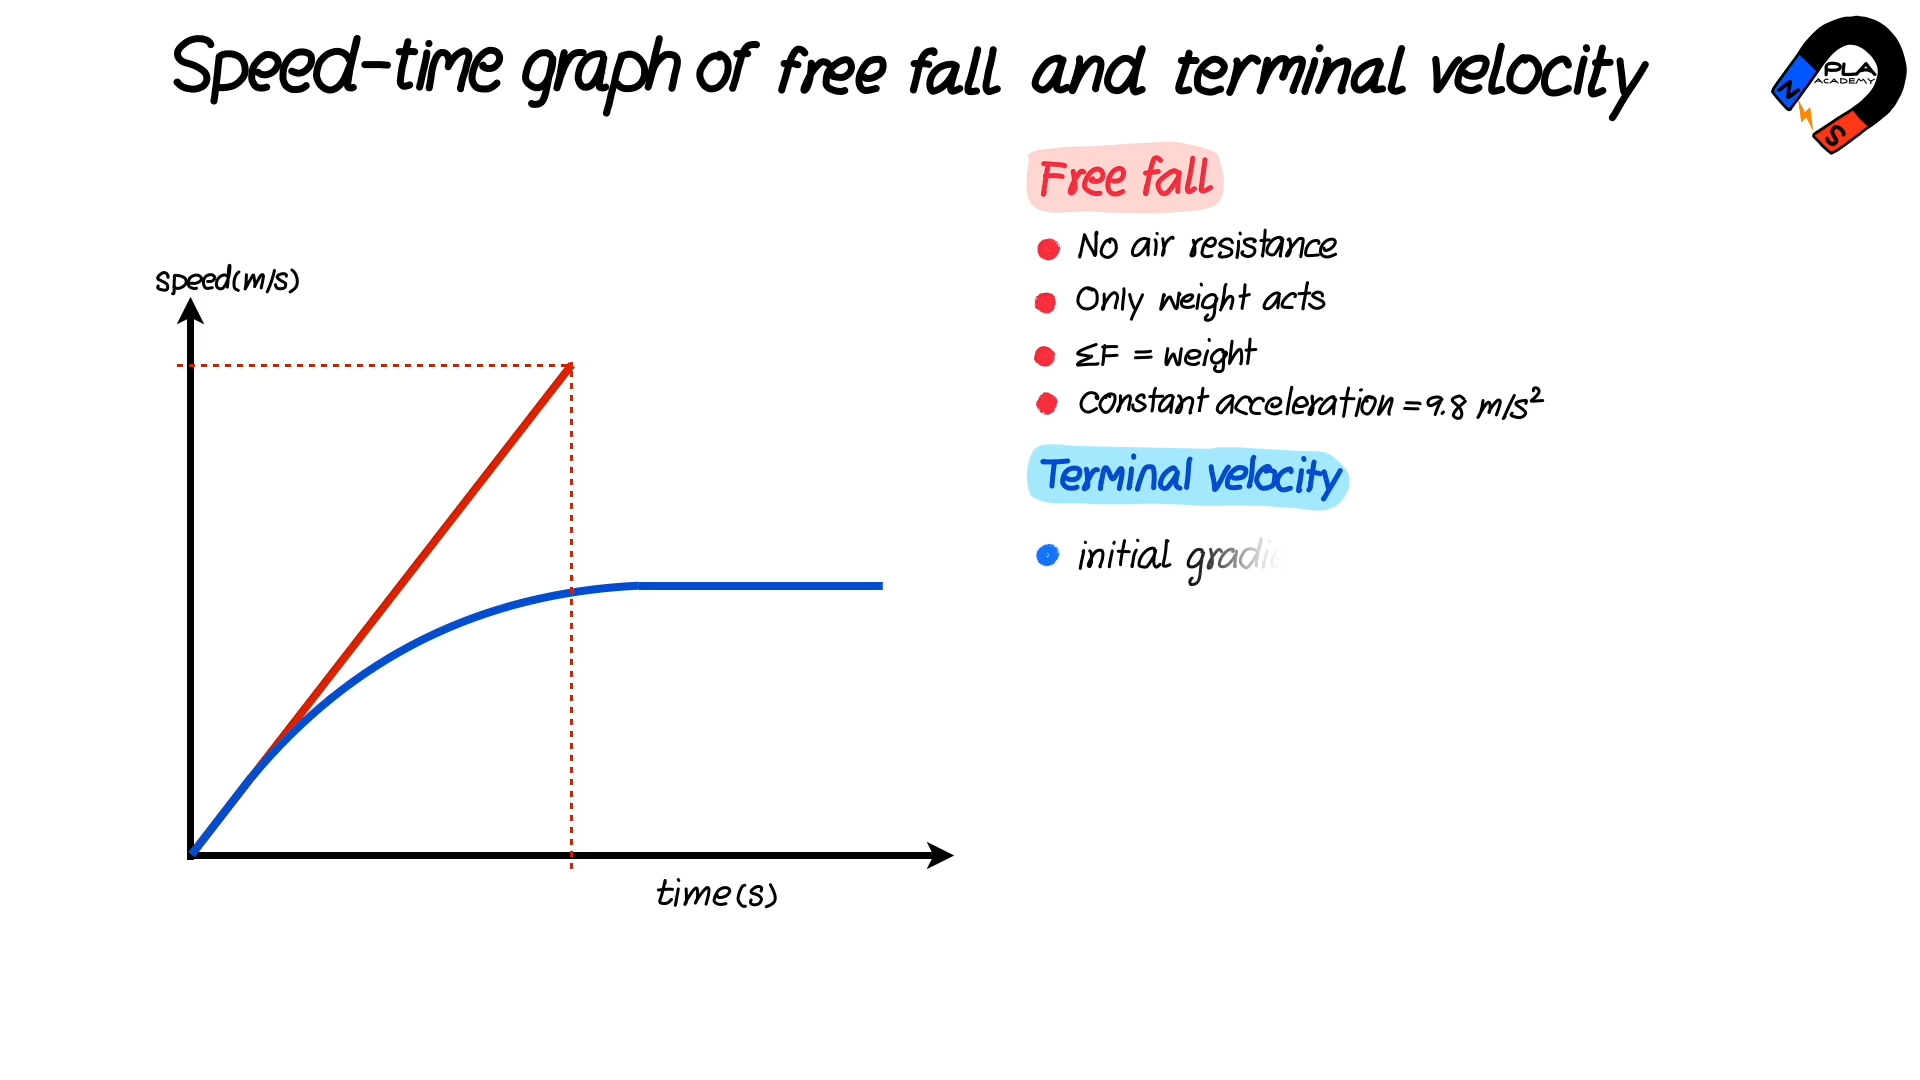 Speed-time graph of free fall and terminal velocity
PLA
ACADEMY
N
S
Free fall
No air resistance
Only weight acts
ΣF = weight
Constant acceleration = 9.8 m/s²
Terminal velocity
initial
speed(m/s)
time(s)